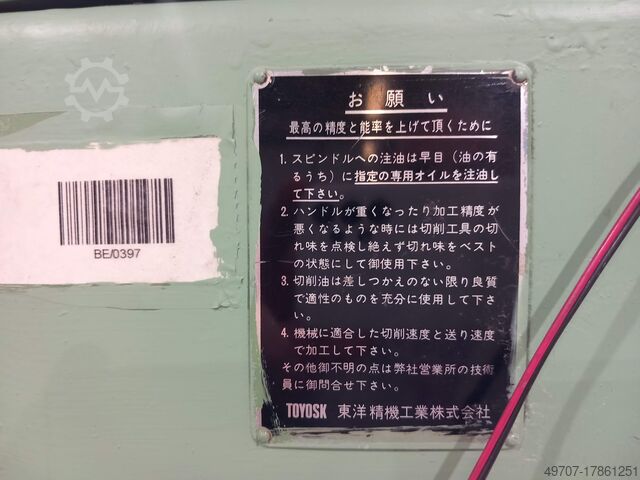 お願い
最高の精度と能率を上げて頂くために
1. スピンドルへの注油は早目（油の有
るうち）に指定の専用オイルを注油し
て下さい。
2. ハンドルが重くなったり加工精度が
悪くなるような時には切削工具の切
れ味を点検し絶えず切れ味をベスト
の状態にして御使用下さい。
3. 切削油は差しつかえのない限り良質
で適性のものを充分に使用して下さ
い。
4. 機械に適合した切削速度と送り速度
で加工して下さい。
その他御不明の点は弊社営業所の技術
員に御問合せ下さい。
TOYOSK 東洋精機工業株式会社
BE/0397
49707-17861251